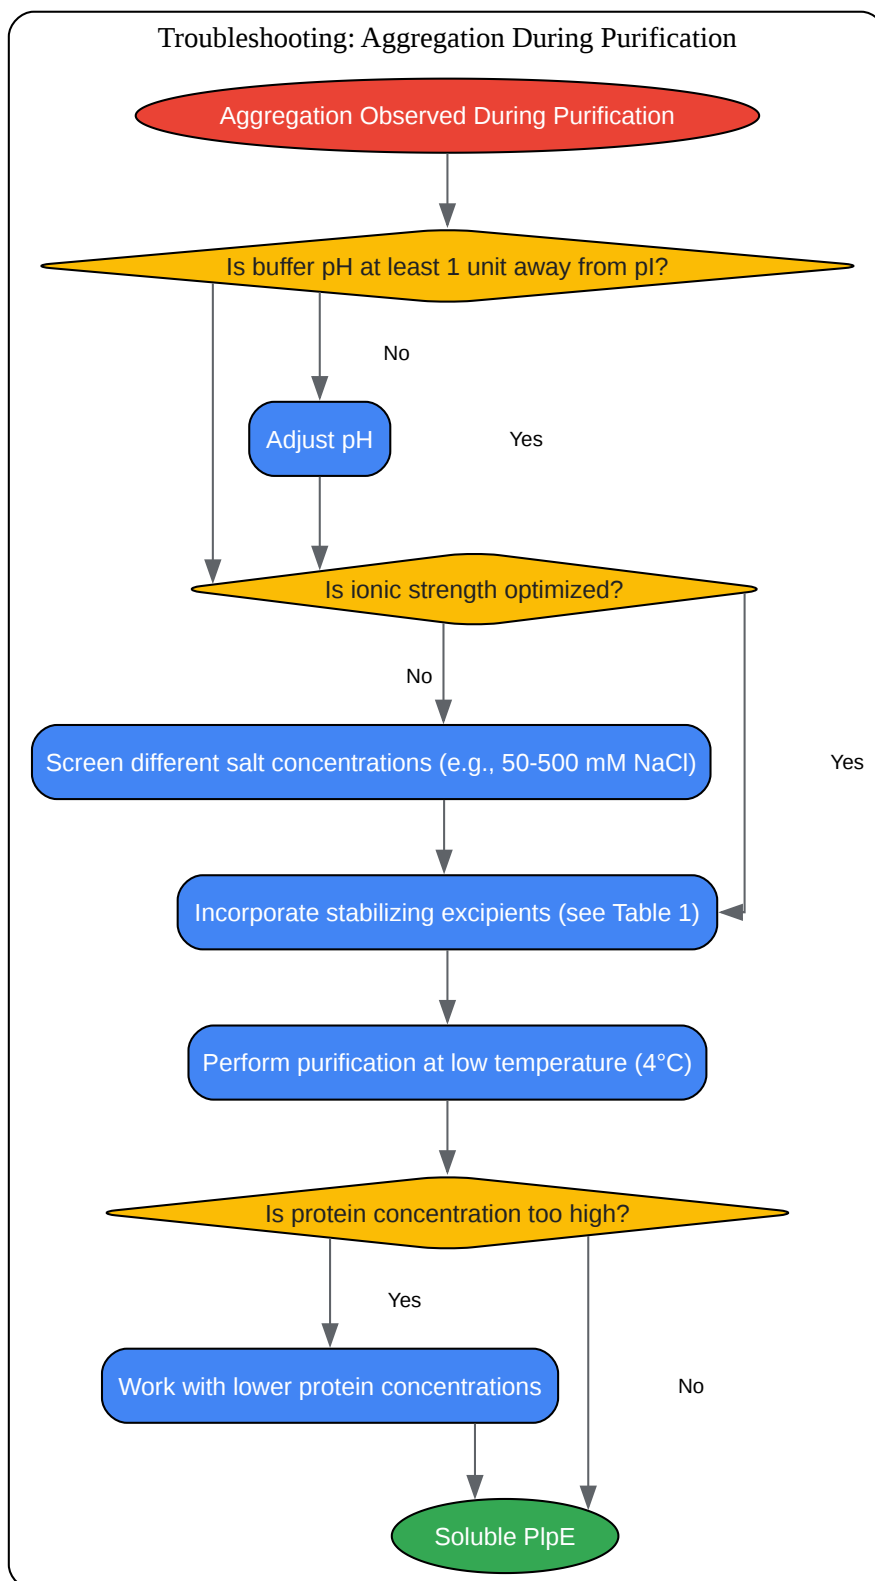 Troubleshooting: Aggregation During Purification
Aggregation Observed During Purification
Is buffer pH at least 1 unit away from pI?
No
Adjust pH
Yes
Is ionic strength optimized?
No
Screen different salt concentrations (e.g., 50-500 mM NaCl)
Yes
Incorporate stabilizing excipients (see Table 1)
Perform purification at low temperature (4°C)
Is protein concentration too high?
Yes
Work with lower protein concentrations
No
Soluble PlpE